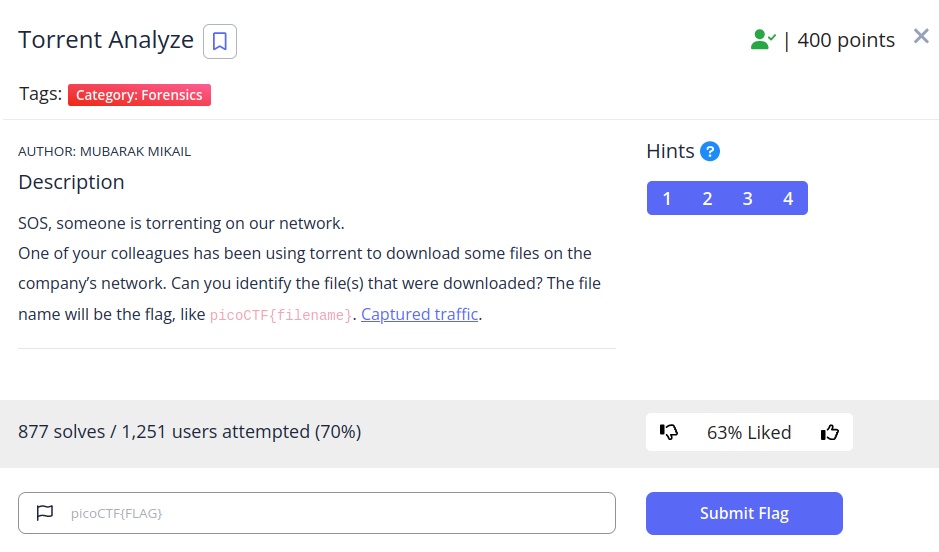 Torrent Analyze
| 400 points
Tags: Category: Forensics
AUTHOR: MUBARAK MIKAIL
Description
SOS, someone is torrenting on our network.
One of your colleagues has been using torrent to download some files on the
company’s network. Can you identify the file(s) that were downloaded? The file
name will be the flag, like picoCTF{filename}. Captured traffic.
Hints ?
1 2 3 4
877 solves / 1,251 users attempted (70%)
63% Liked
picoCTF{FLAG}
Submit Flag